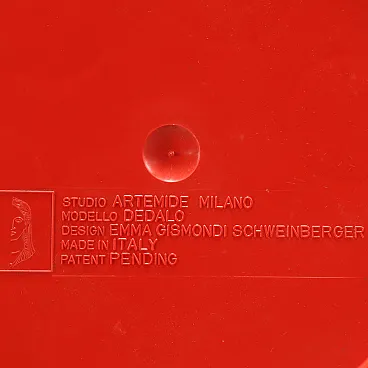 STUDIO ARTEMIDE MILANO
MODELLO DEDALO
DESIGN EMMA GISMONDI SCHWEINBERGER
MADE IN ITALY
PATENT PENDING